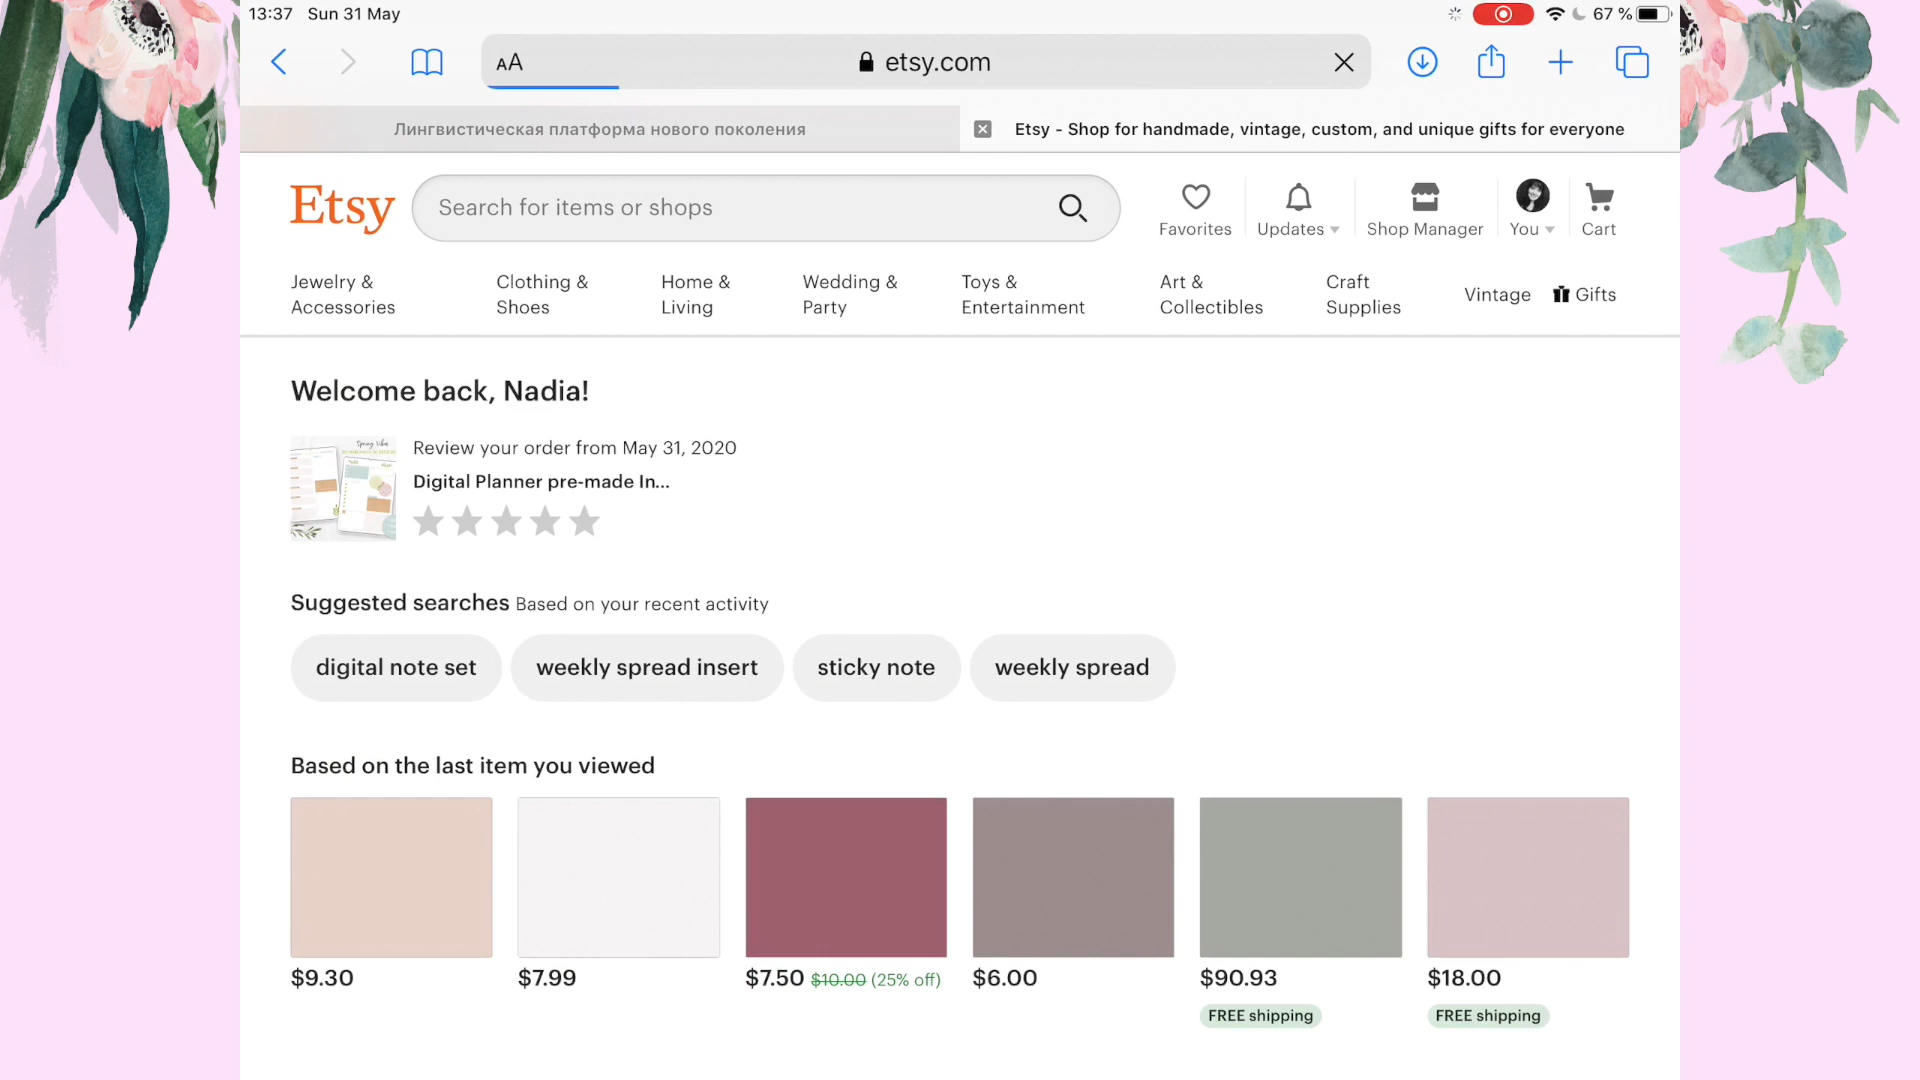 13:37 Sun 31 May
67 %
AA
etsy.com
Лингвистическая платформа нового поколения
Etsy - Shop for handmade, vintage, custom, and unique gifts for everyone
Etsy
Search for items or shops
Favorites
Updates
Shop Manager
You
Cart
Jewelry &
Accessories
Clothing &
Shoes
Home &
Living
Wedding &
Party
Toys &
Entertainment
Art &
Collectibles
Craft
Supplies
Vintage
Gifts
Welcome back, Nadia!
Spring Vibes
Review your order from May 31, 2020
Digital Planner pre-made In...
Suggested searches Based on your recent activity
digital note set
weekly spread insert
sticky note
weekly spread
Based on the last item you viewed
$9.30
$7.99
$7.50 $10.00 (25% off)
$6.00
$90.93
$18.00
FREE shipping
FREE shipping